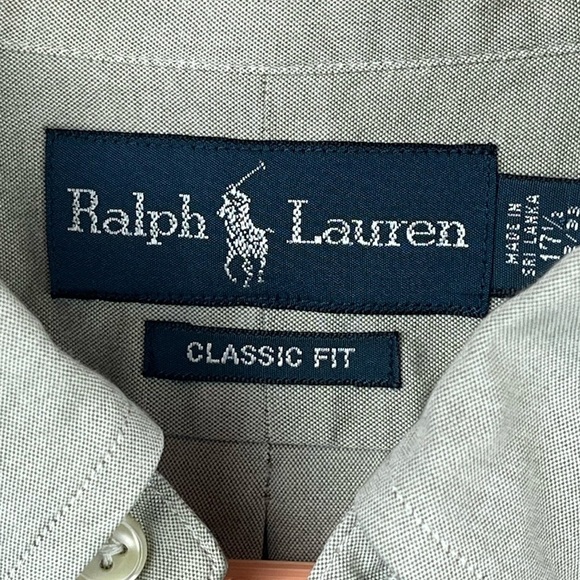 Ralph Lauren
CLASSIC FIT
MADE IN
SRI LANKA
17½